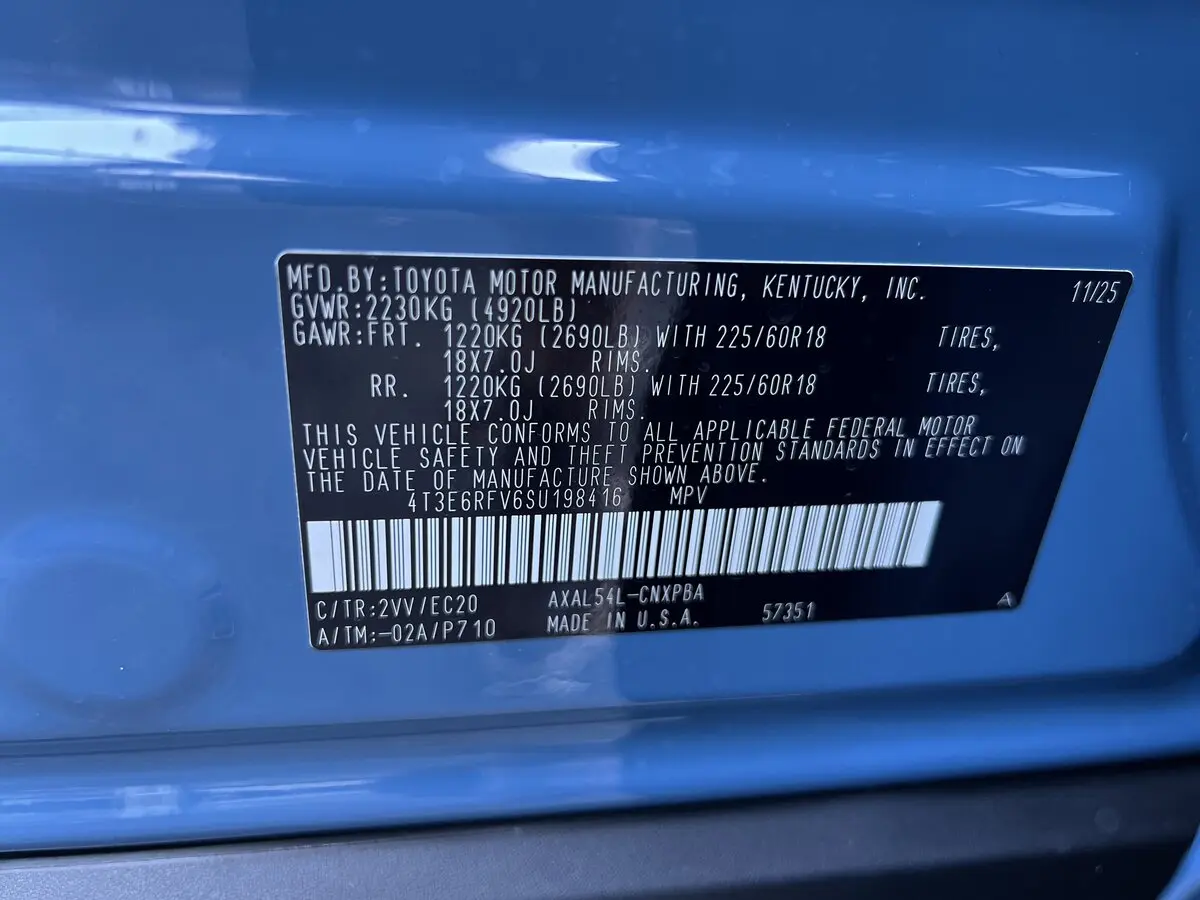 MFD.BY:TOYOTA MOTOR MANUFACTURING, KENTUCKY, INC. 11/25
GVWR:2230KG (4920LB)
GAWR:FRT. 1220KG (2690LB) WITH 225/60R18 TIRES,
18X7.0J RIMS.
RR. 1220KG (2690LB) WITH 225/60R18 TIRES,
18X7.0J RIMS.
THIS VEHICLE CONFORMS TO ALL APPLICABLE FEDERAL MOTOR
VEHICLE SAFETY AND THEFT PREVENTION STANDARDS IN EFFECT ON
THE DATE OF MANUFACTURE SHOWN ABOVE.
4T3E6RFV6SU198416 MPV
C/TR:2VV/EC20 AXAL54L-CNXPBA
A/TM:-02A/P710 MADE IN U.S.A. 57351 A